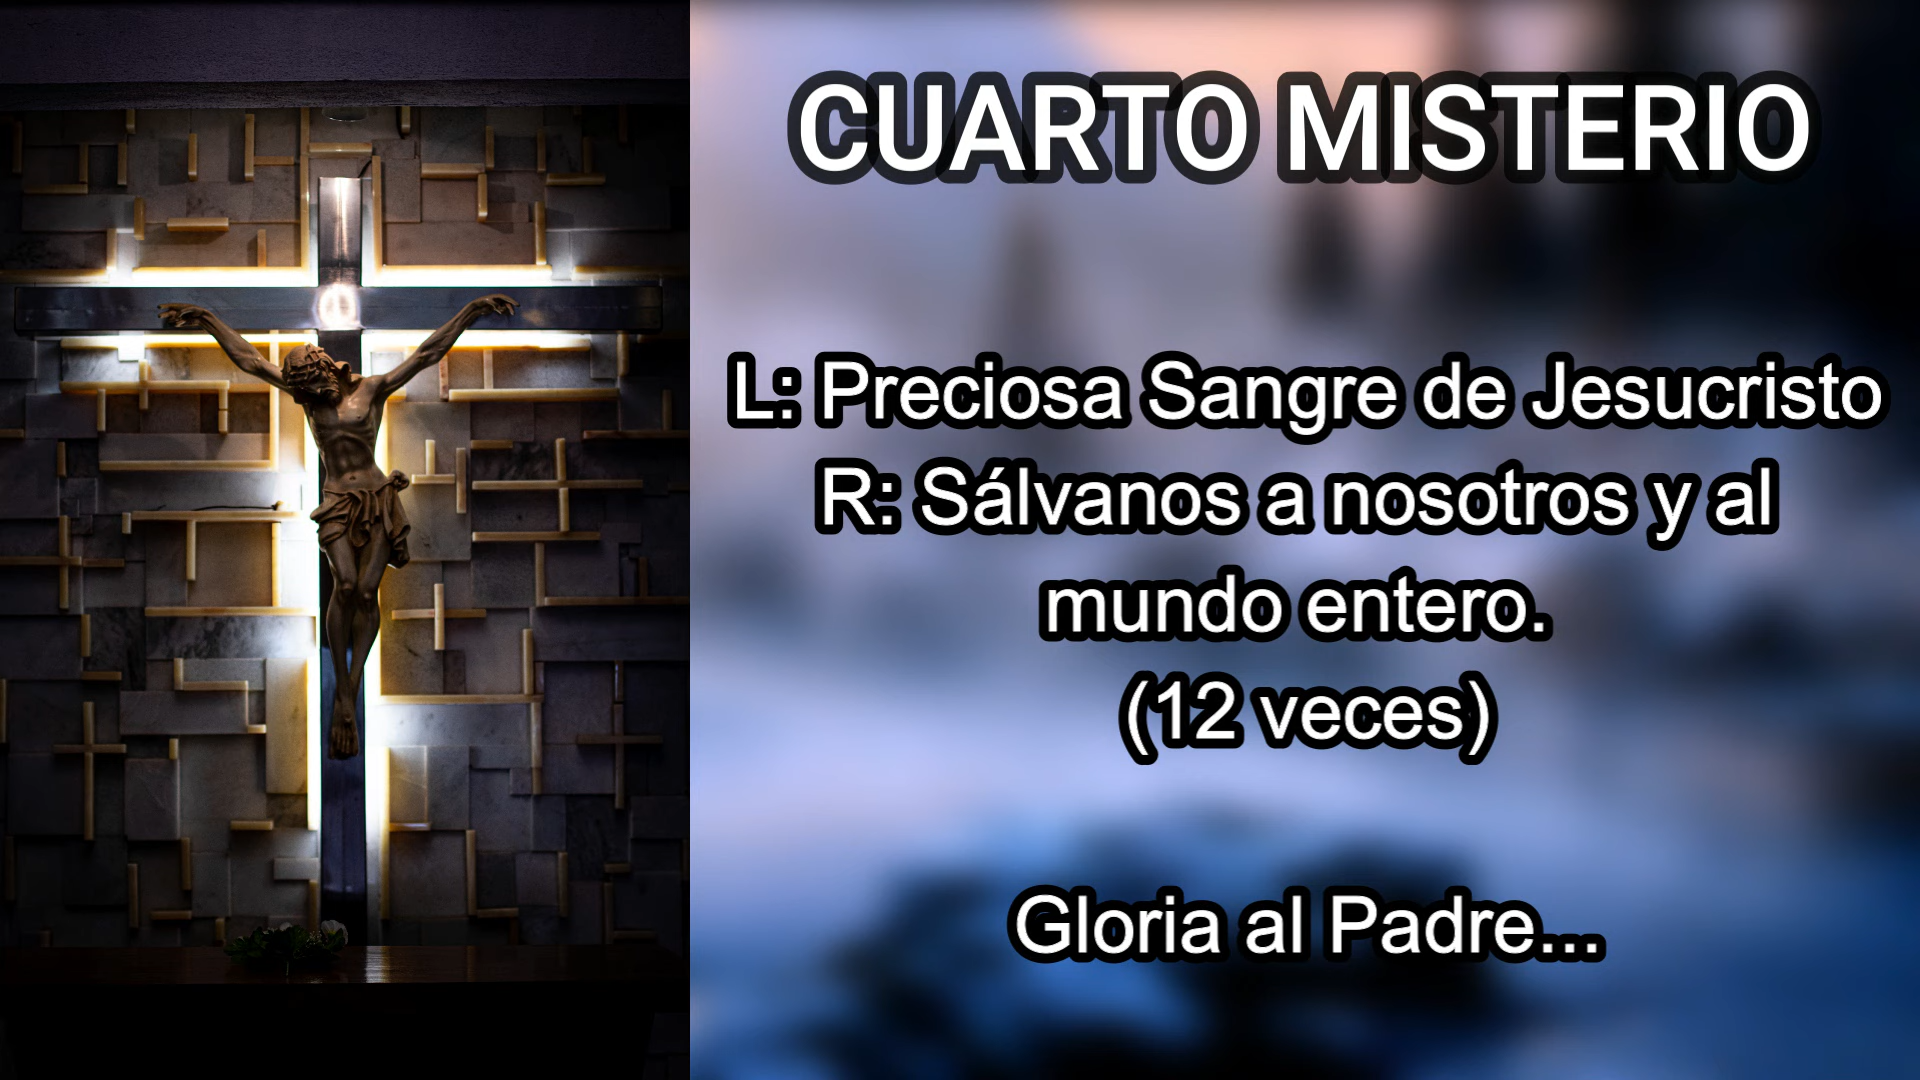 CUARTO MISTERIO
L: Preciosa Sangre de Jesucristo
R: Sálvanos a nosotros y al
mundo entero.
(12 veces)
Gloria al Padre...